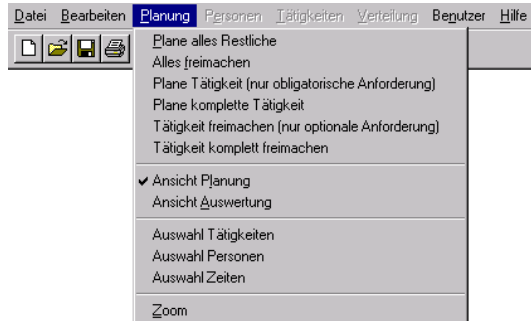 Datei Bearbeiten Planung Personen Tätigkeiten Verteilung Benutzer Hilfe
Plane alles Restliche
Alles freimachen
Plane Tätigkeit (nur obligatorische Anforderung)
Plane komplette Tätigkeit
Tätigkeit freimachen (nur optionale Anforderung)
Tätigkeit komplett freimachen
Ansicht Planung
Ansicht Auswertung
Auswahl Tätigkeiten
Auswahl Personen
Auswahl Zeiten
Zoom